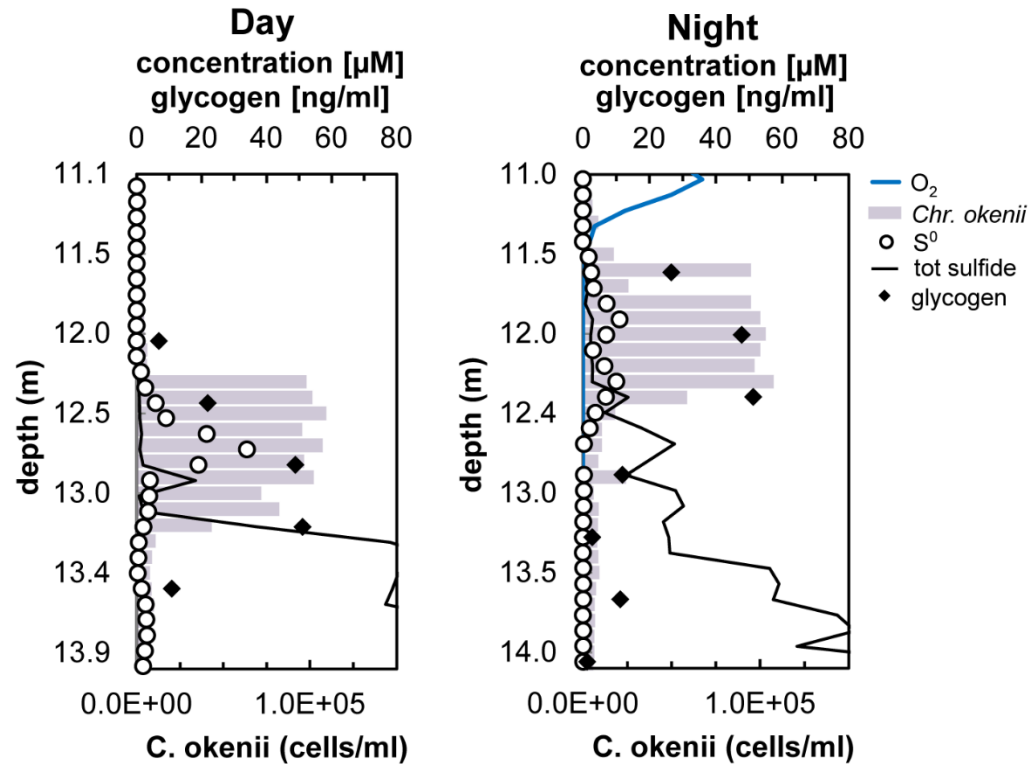 Day
concentration [µM]
glycogen [ng/ml]
0 20 40 60 80
11.1
11.5
12.0
12.5
13.0
13.4
13.9
depth (m)
0.0E+00 1.0E+05
C. okenii (cells/ml)
Night
concentration [µM]
glycogen [ng/ml]
0 20 40 60 80
11.0
11.5
12.0
12.4
13.0
13.5
14.0
depth (m)
0.0E+00 1.0E+05
C. okenii (cells/ml)
O₂
Chr. okenii
S⁰
tot sulfide
glycogen